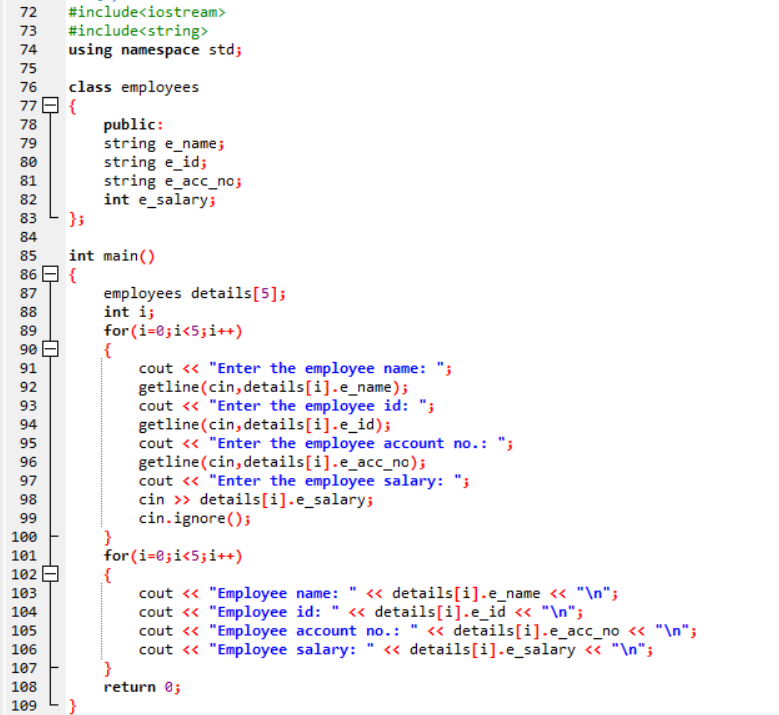 72 #include<iostream>
73 #include<string>
74 using namespace std;
75
76 class employees
77 {
78 public:
79 string e_name;
80 string e_id;
81 string e_acc_no;
82 int e_salary;
83 };
84
85 int main()
86 {
87 employees details[5];
88 int i;
89 for(i=0;i<5;i++)
90 {
91 cout << "Enter the employee name: ";
92 getline(cin,details[i].e_name);
93 cout << "Enter the employee id: ";
94 getline(cin,details[i].e_id);
95 cout << "Enter the employee account no.: ";
96 getline(cin,details[i].e_acc_no);
97 cout << "Enter the employee salary: ";
98 cin >> details[i].e_salary;
99 cin.ignore();
100 }
101 for(i=0;i<5;i++)
102 {
103 cout << "Employee name: " << details[i].e_name << "\n";
104 cout << "Employee id: " << details[i].e_id << "\n";
105 cout << "Employee account no.: " << details[i].e_acc_no << "\n";
106 cout << "Employee salary: " << details[i].e_salary << "\n";
107 }
108 return 0;
109 }